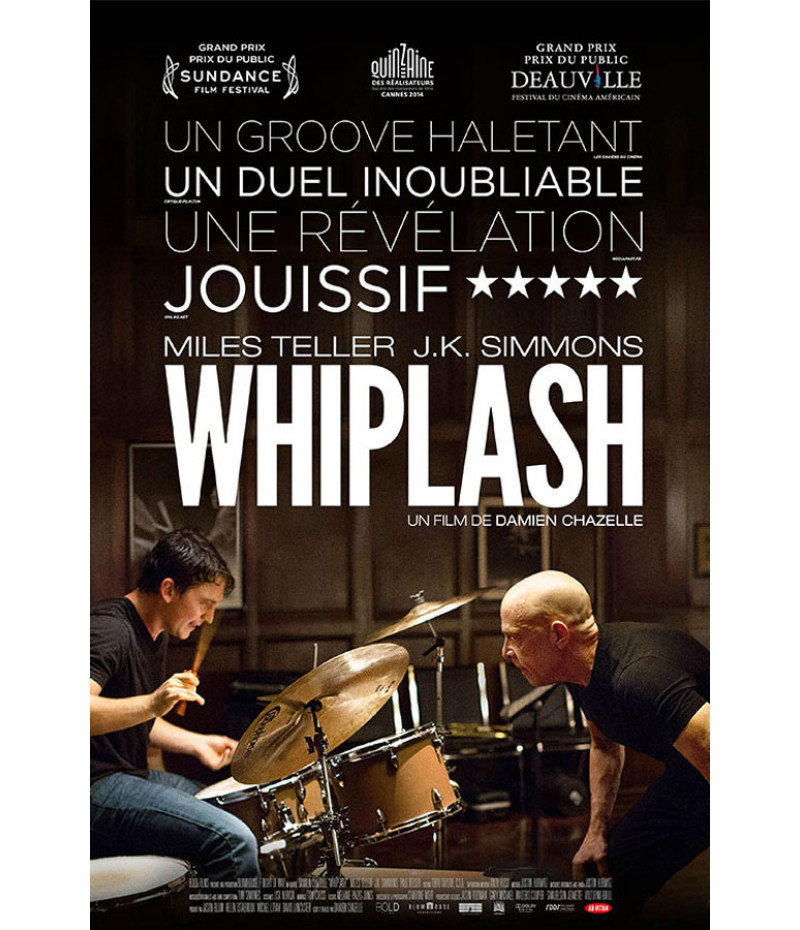 GRAND PRIX
PRIX DU PUBLIC
SUNDANCE
FILM FESTIVAL
QUINZAINE
DES RÉALISATEURS
CANNES 2014
GRAND PRIX
PRIX DU PUBLIC
DEAUVILLE
FESTIVAL DU CINÉMA AMÉRICAIN
UN GROOVE HALETANT
UN DUEL INOUBLIABLE
UNE RÉVÉLATION
JOUISSIF ★★★★★
MILES TELLER J.K. SIMMONS
WHIPLASH
UN FILM DE DAMIEN CHAZELLE
BOLD